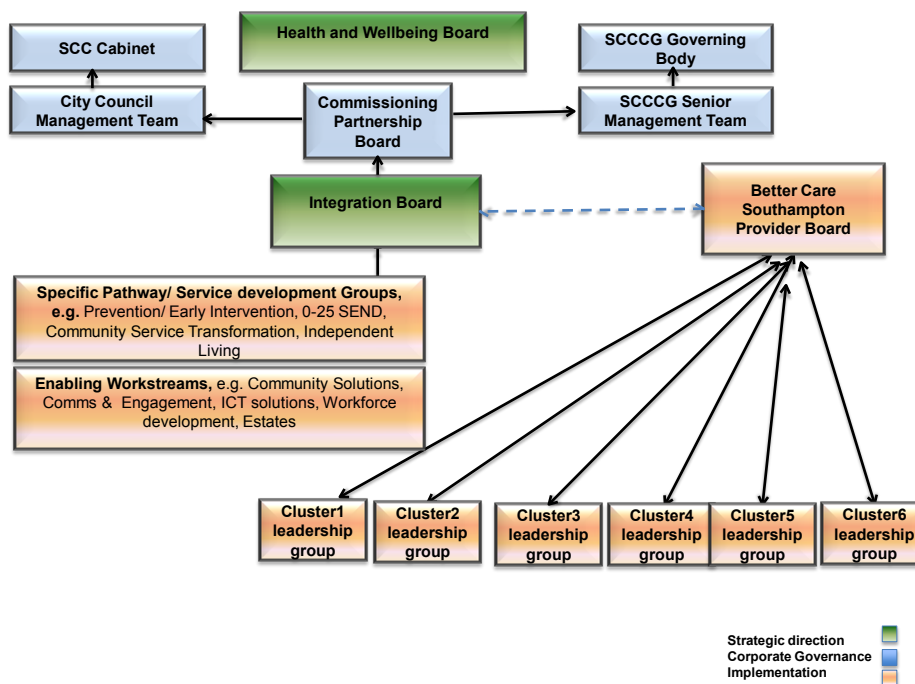 Health and Wellbeing Board
SCC Cabinet
SCCCG Governing
Body
City Council
Management Team
Commissioning
Partnership
Board
SCCCG Senior
Management Team
Integration Board
Better Care
Southampton
Provider Board
Specific Pathway/ Service development Groups,
e.g. Prevention/ Early Intervention, 0-25 SEND,
Community Service Transformation, Independent
Living
Enabling Workstreams, e.g. Community Solutions,
Comms & Engagement, ICT solutions, Workforce
development, Estates
Cluster1
leadership
group
Cluster2
leadership
group
Cluster3
leadership
group
Cluster4
leadership
group
Cluster5
leadership
group
Cluster6
leadership
group
Strategic direction
Corporate Governance
Implementation